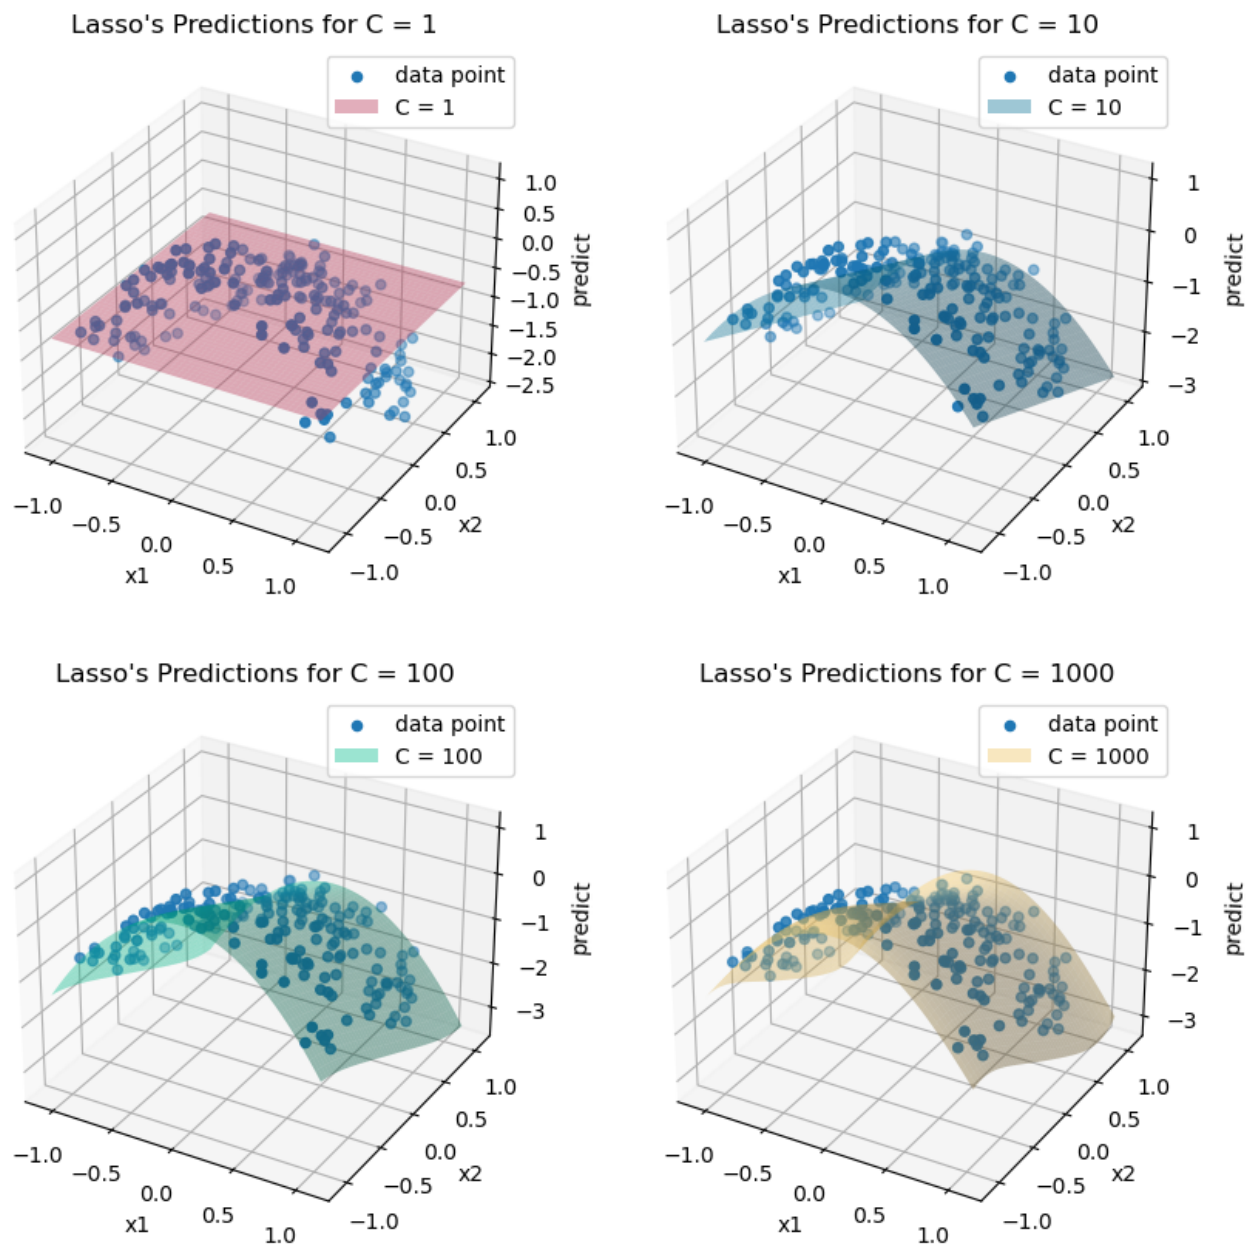 Lasso's Predictions for C = 1
data point
C = 1
1.0
0.5
0.0
−0.5
−1.0
−1.5
−2.0
−2.5
predict
−1.0
−0.5
0.0
0.5
1.0
x1
−1.0
−0.5
0.0
0.5
1.0
x2
Lasso's Predictions for C = 10
data point
C = 10
1
0
−1
−2
−3
predict
−1.0
−0.5
0.0
0.5
1.0
x1
−1.0
−0.5
0.0
0.5
1.0
x2
Lasso's Predictions for C = 100
data point
C = 100
1
0
−1
−2
−3
predict
−1.0
−0.5
0.0
0.5
1.0
x1
−1.0
−0.5
0.0
0.5
1.0
x2
Lasso's Predictions for C = 1000
data point
C = 1000
1
0
−1
−2
−3
predict
−1.0
−0.5
0.0
0.5
1.0
x1
−1.0
−0.5
0.0
0.5
1.0
x2